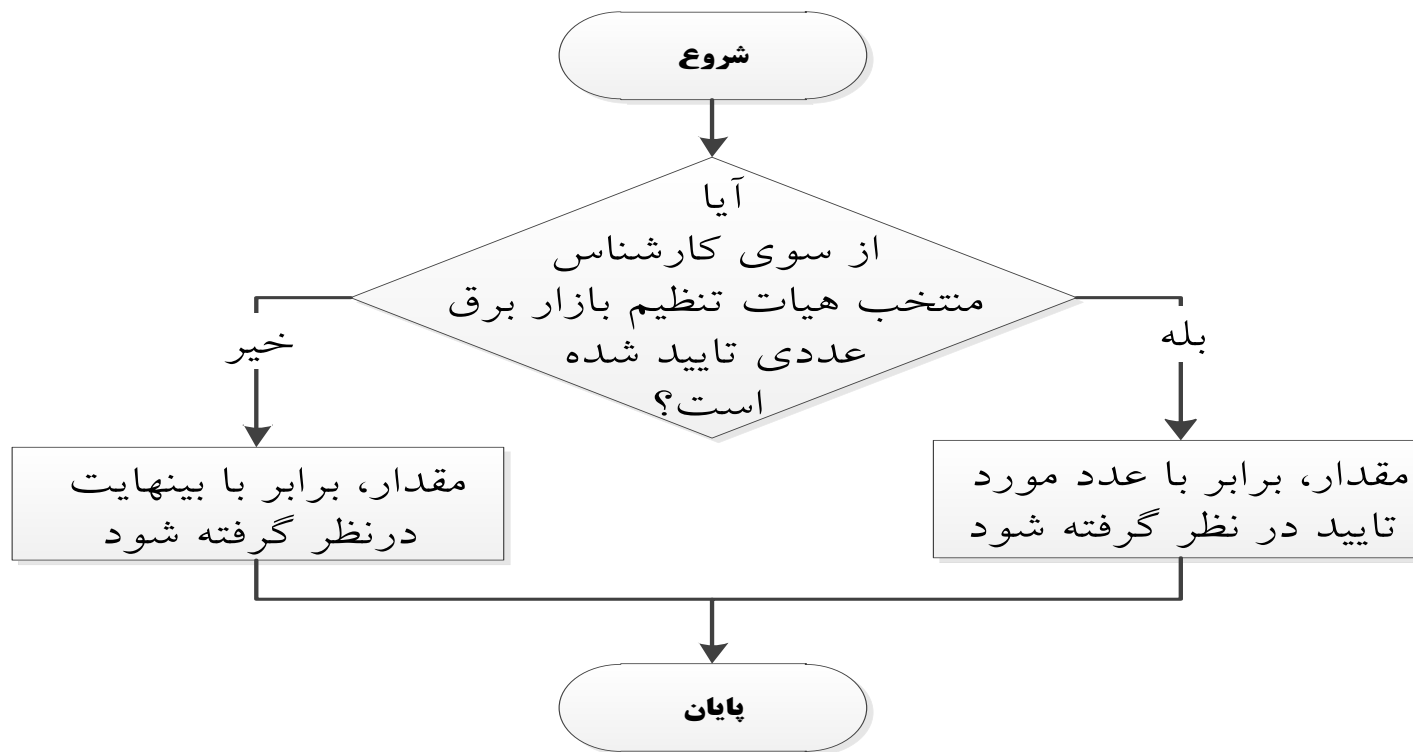 شروع
آیا
از سوی کارشناس
منتخب هیات تنظیم بازار برق
عددی تایید شده
است؟
بله
خیر
مقدار، برابر با عدد مورد
تایید در نظر گرفته شود
مقدار، برابر با بینهایت
درنظر گرفته شود
پایان